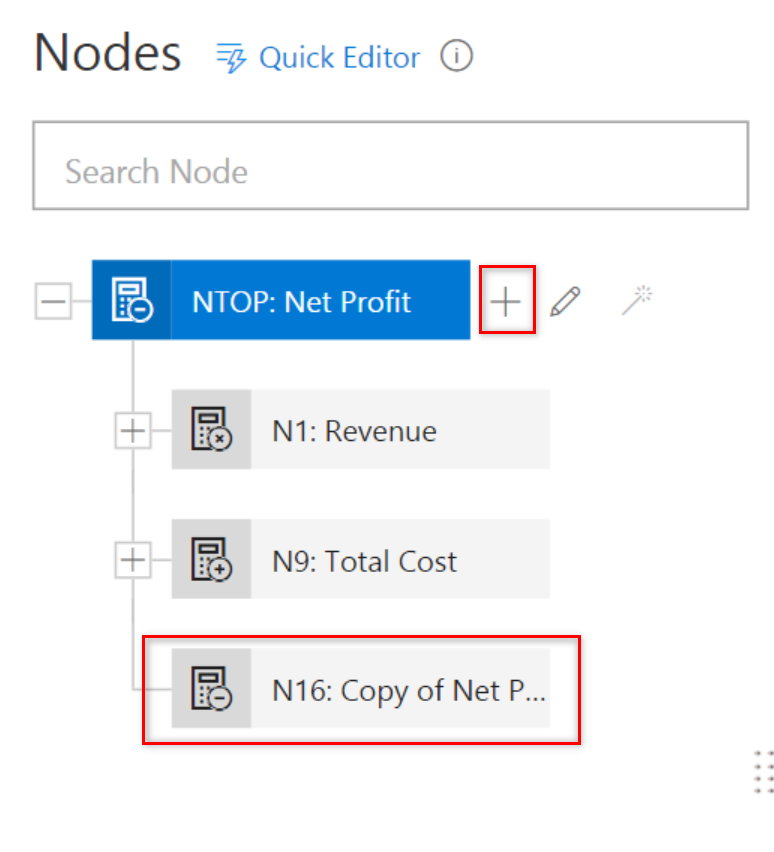 Nodes Quick Editor
Search Node
NTOP: Net Profit
N1: Revenue
N9: Total Cost
N16: Copy of Net P...